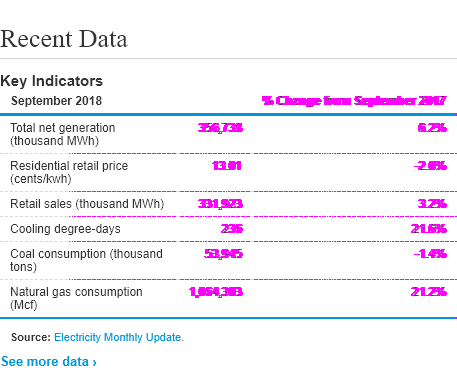 Recent Data
Key Indicators
September 2018 % Change from September 2017
Total net generation
(thousand MWh) 6.2%
Residential retail price
(cents/kwh) 13.01
Retail sales (thousand MWh) 3.2%
Cooling degree-days 21.6%
Coal consumption (thousand
tons) -1.4%
Natural gas consumption
(Mcf) 21.2%
Source: Electricity Monthly Update.
See more data ›